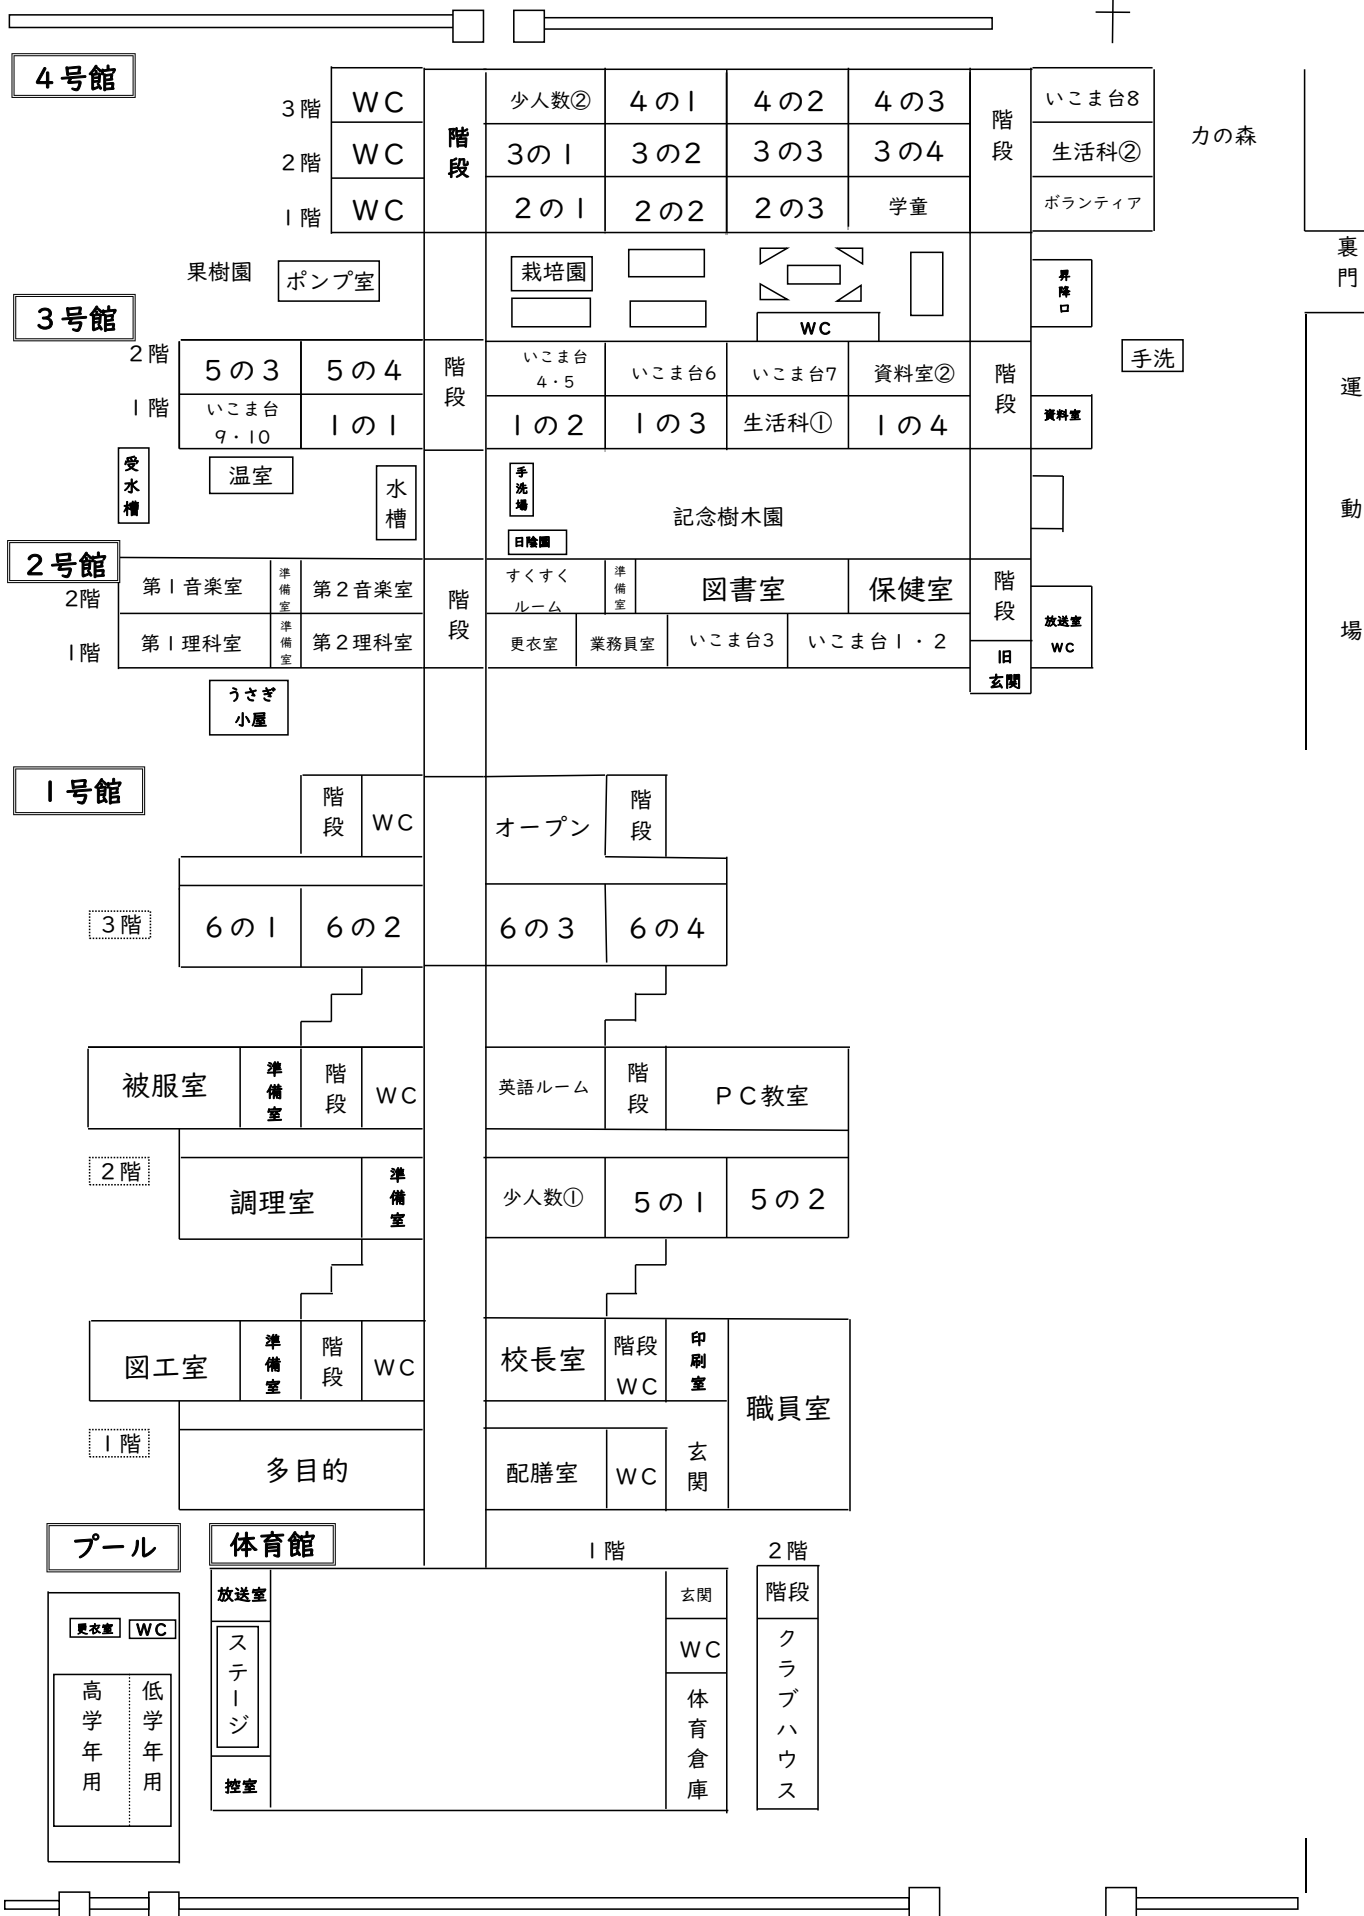 4号館
3階 WC 階段 少人数② 4の1 4の2 4の3 階段 いこま台8
2階 WC 3の1 3の2 3の3 3の4 生活科②
1階 WC 2の1 2の2 2の3 学童 ボランティア
力の森
裏門
果樹園 ポンプ室 栽培園 昇降口
WC
3号館
手洗
2階 5の3 5の4 階段 いこま台4・5 いこま台6 いこま台7 資料室② 階段
1階 いこま台9・10 1の1 1の2 1の3 生活科① 1の4 資料室
運動場
受水槽 温室 水槽 手洗場 記念樹木園
日陰園
2号館
2階 第1音楽室 準備室 第2音楽室 階段 すくすくルーム 準備室 図書室 保健室 階段
1階 第1理科室 準備室 第2理科室 更衣室 業務員室 いこま台3 いこま台1・2 旧玄関 放送室 WC
うさぎ小屋
1号館
階段 WC オープン 階段
3階 6の1 6の2 6の3 6の4
被服室 準備室 階段 WC 英語ルーム 階段 PC教室
2階 調理室 準備室 少人数① 5の1 5の2
図工室 準備室 階段 WC 校長室 階段 WC 印刷室 職員室
1階 多目的 配膳室 WC 玄関
プール 体育館 1階 2階
放送室 玄関 階段
更衣室 WC ステージ WC クラブハウス
高学年用 低学年用 控室 体育倉庫